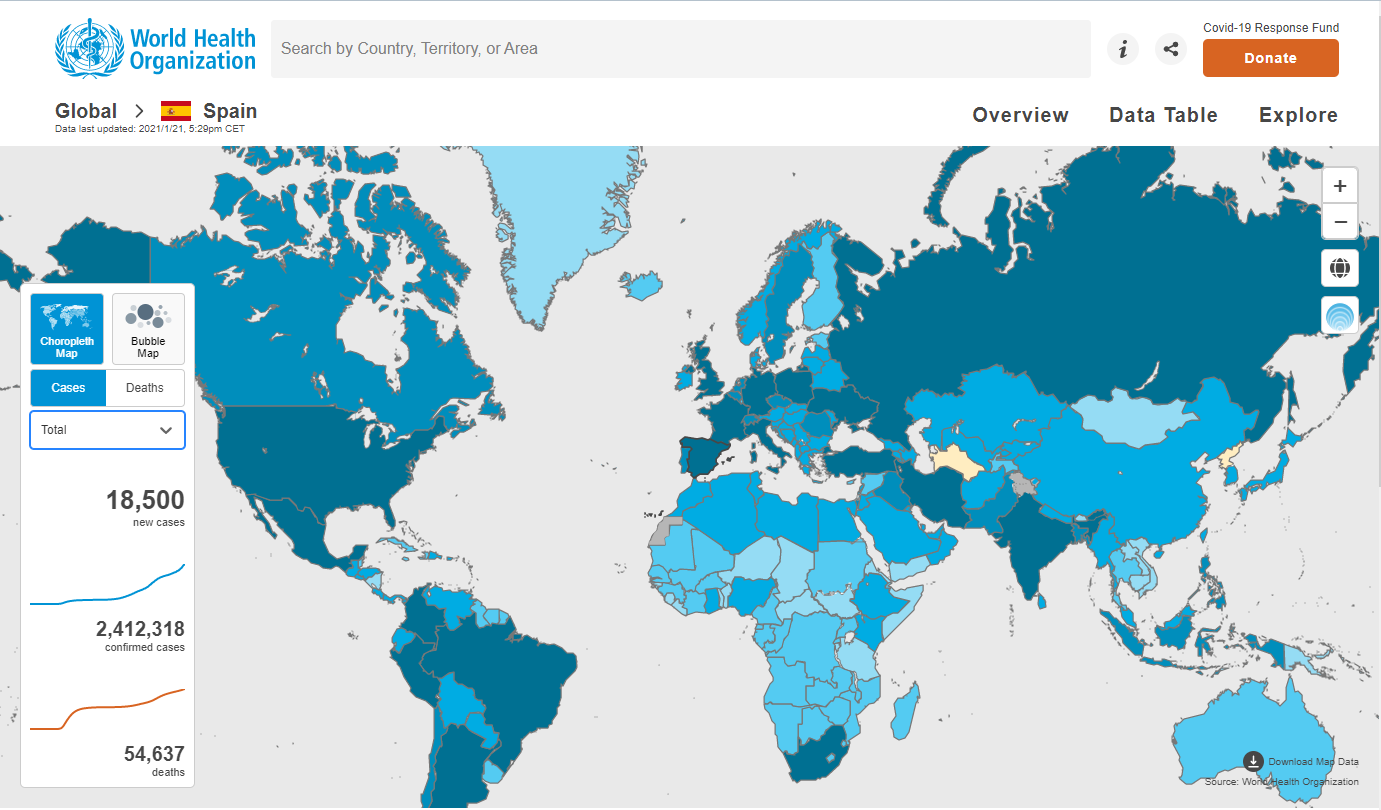 World Health
Organization
Search by Country, Territory, or Area
i
Covid-19 Response Fund
Donate
Global > Spain
Data last updated: 2021/1/21, 5:29pm CET
Overview Data Table Explore
+
−
Choropleth
Map
Bubble
Map
Cases Deaths
Total
18,500
new cases
2,412,318
confirmed cases
54,637
deaths
Download Map Data
Source: World Health Organization